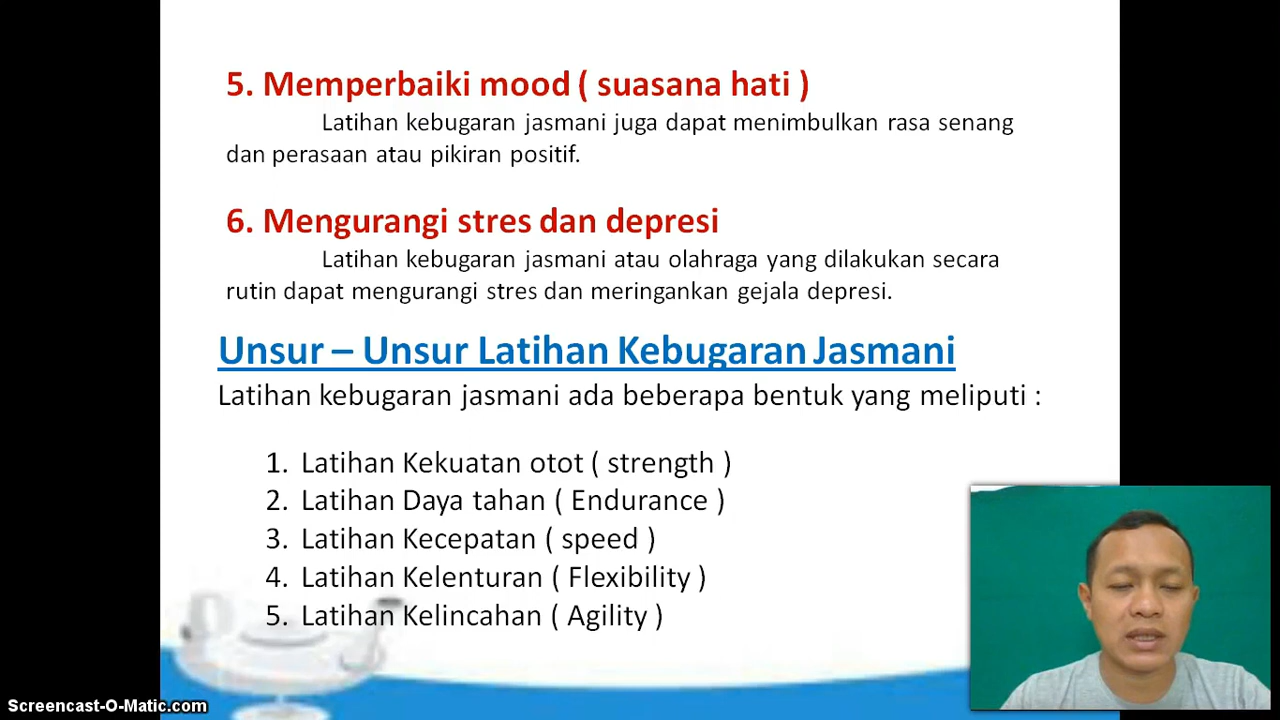 5. Memperbaiki mood ( suasana hati )
Latihan kebugaran jasmani juga dapat menimbulkan rasa senang
dan perasaan atau pikiran positif.
6. Mengurangi stres dan depresi
Latihan kebugaran jasmani atau olahraga yang dilakukan secara
rutin dapat mengurangi stres dan meringankan gejala depresi.
Unsur – Unsur Latihan Kebugaran Jasmani
Latihan kebugaran jasmani ada beberapa bentuk yang meliputi :
1. Latihan Kekuatan otot ( strength )
2. Latihan Daya tahan ( Endurance )
3. Latihan Kecepatan ( speed )
4. Latihan Kelenturan ( Flexibility )
5. Latihan Kelincahan ( Agility )
Screencast-O-Matic.com